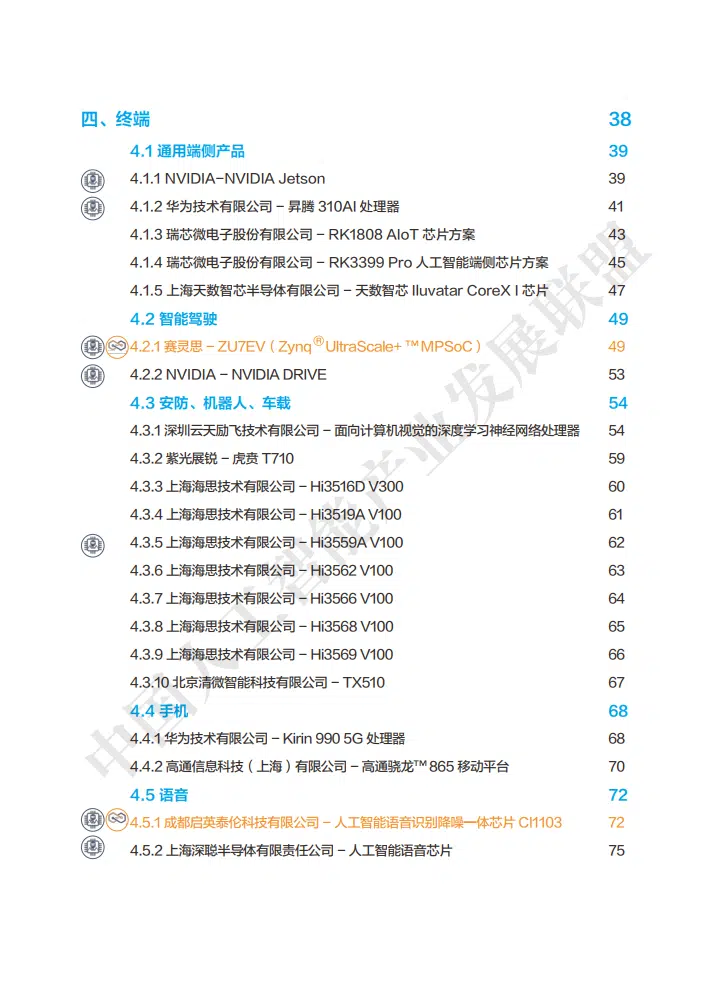 四、终端 38
4.1 通用端侧产品 39
4.1.1 NVIDIA-NVIDIA Jetson 39
4.1.2 华为技术有限公司 - 昇腾 310AI 处理器 41
4.1.3 瑞芯微电子股份有限公司 - RK1808 AIoT 芯片方案 43
4.1.4 瑞芯微电子股份有限公司 - RK3399 Pro 人工智能端侧芯片方案 45
4.1.5 上海天数智芯半导体有限公司 - 天数智芯 Iluvatar CoreX I 芯片 47
4.2 智能驾驶 49
4.2.1 赛灵思 - ZU7EV（Zynq® UltraScale+ ™ MPSoC） 49
4.2.2 NVIDIA - NVIDIA DRIVE 53
4.3 安防、机器人、车载 54
4.3.1 深圳云天励飞技术有限公司 - 面向计算机视觉的深度学习神经网络处理器 54
4.3.2 紫光展锐 - 虎贲 T710 59
4.3.3 上海海思技术有限公司 - Hi3516D V300 60
4.3.4 上海海思技术有限公司 - Hi3519A V100 61
4.3.5 上海海思技术有限公司 - Hi3559A V100 62
4.3.6 上海海思技术有限公司 - Hi3562 V100 63
4.3.7 上海海思技术有限公司 - Hi3566 V100 64
4.3.8 上海海思技术有限公司 - Hi3568 V100 65
4.3.9 上海海思技术有限公司 - Hi3569 V100 66
4.3.10 北京清微智能科技有限公司 - TX510 67
4.4 手机 68
4.4.1 华为技术有限公司 - Kirin 990 5G 处理器 68
4.4.2 高通信息科技（上海）有限公司 - 高通骁龙™ 865 移动平台 70
4.5 语音 72
4.5.1 成都启英泰伦科技有限公司 - 人工智能语音识别降噪一体芯片 CI1103 72
4.5.2 上海深聪半导体有限责任公司 - 人工智能语音芯片 75
中国人工智能产业发展联盟